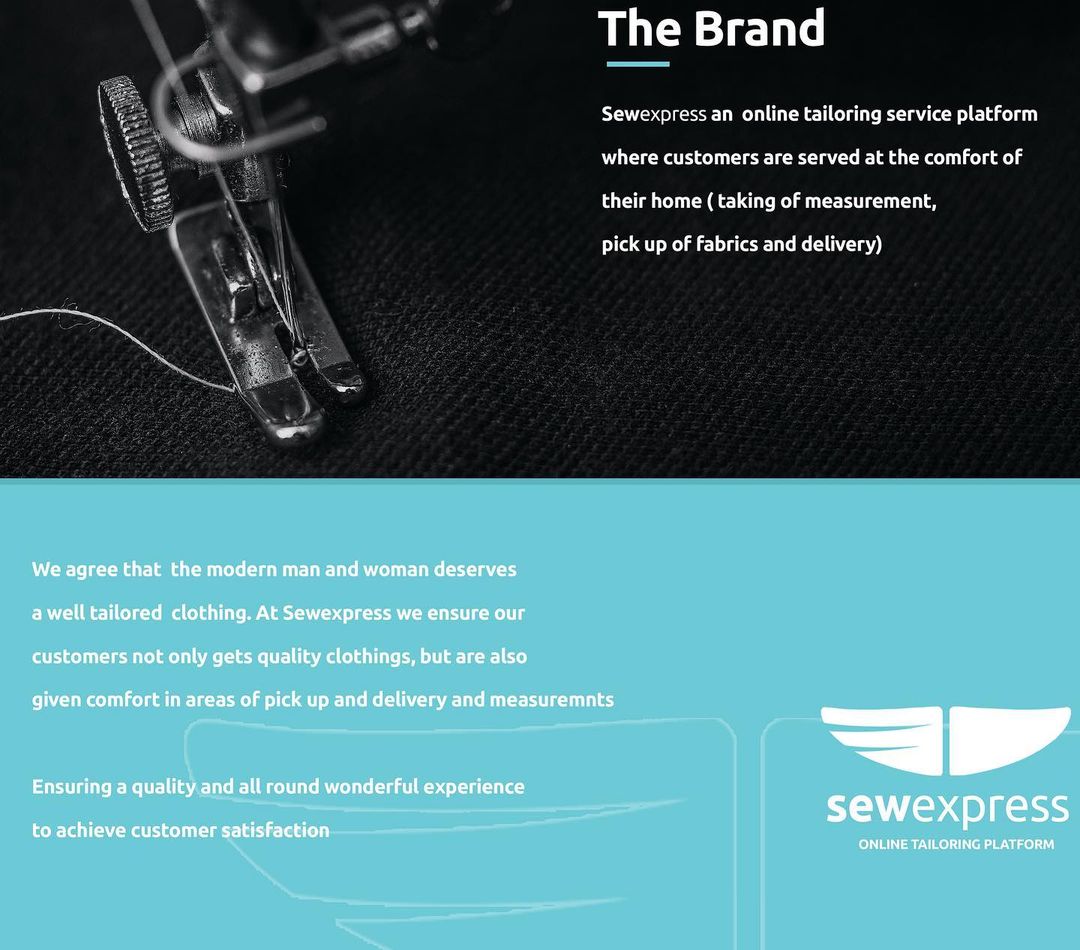 The Brand
Sewexpress an online tailoring service platform
where customers are served at the comfort of
their home ( taking of measurement,
pick up of fabrics and delivery)
We agree that the modern man and woman deserves
a well tailored clothing. At Sewexpress we ensure our
customers not only gets quality clothings, but are also
given comfort in areas of pick up and delivery and measuremnts
Ensuring a quality and all round wonderful experience
to achieve customer satisfaction
sewexpress
ONLINE TAILORING PLATFORM